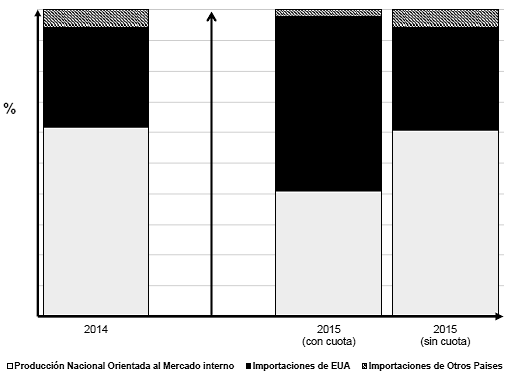 %
2014
2015
(con cuota)
2015
(sin cuota)
Producción Nacional Orientada al Mercado interno
Importaciones de EUA
Importaciones de Otros Paises